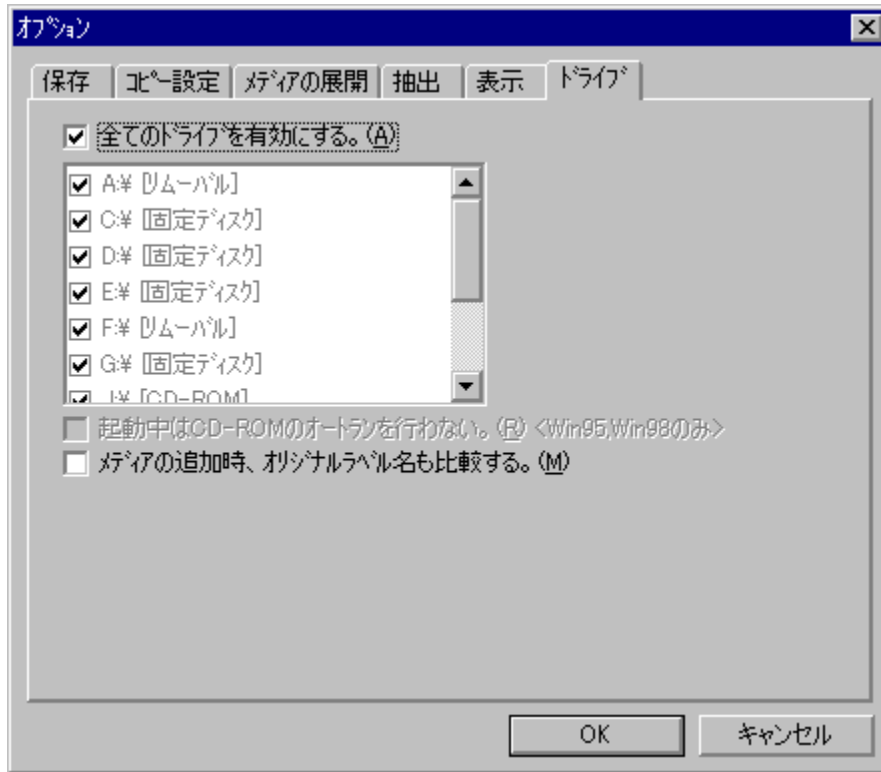 オプション
保存 コピー設定 メディアの展開 抽出 表示 ドライブ
全てのドライブを有効にする。(A)
A:¥ [リムーバル]
C:¥ [固定ディスク]
D:¥ [固定ディスク]
E:¥ [固定ディスク]
F:¥ [リムーバル]
G:¥ [固定ディスク]
I:¥ [CD-ROM]
起動中はCD-ROMのオートランを行わない。(R) <Win95,Win98のみ>
メディアの追加時、オリジナルラベル名も比較する。(M)
OK キャンセル